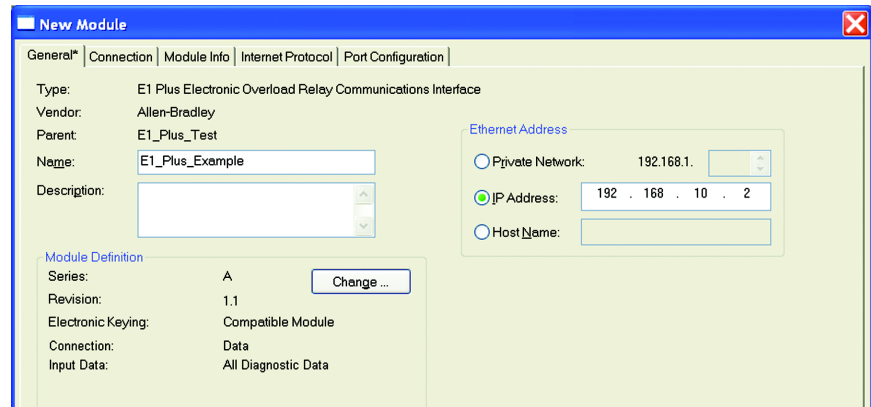 New Module
General* Connection Module Info Internet Protocol Port Configuration
Type: E1 Plus Electronic Overload Relay Communications Interface
Vendor: Allen-Bradley
Parent: E1_Plus_Test
Name: E1_Plus_Example
Description:
Ethernet Address
Private Network: 192.168.1.
IP Address: 192 . 168 . 10 . 2
Host Name:
Module Definition
Series: A
Change ...
Revision: 1.1
Electronic Keying: Compatible Module
Connection: Data
Input Data: All Diagnostic Data